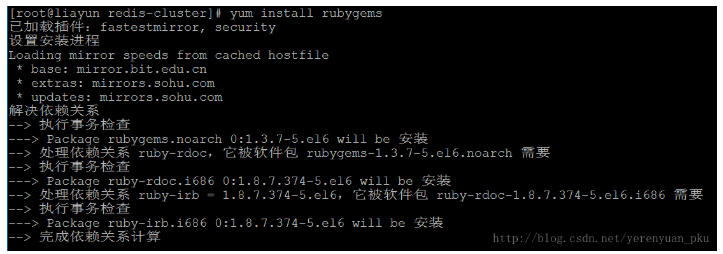 [root@liayun redis-cluster]# yum install rubygems
已加载插件：fastestmirror, security
设置安装进程
Loading mirror speeds from cached hostfile
 * base: mirror.bit.edu.cn
 * extras: mirrors.sohu.com
 * updates: mirrors.sohu.com
解决依赖关系
--> 执行事务检查
---> Package rubygems.noarch 0:1.3.7-5.el6 will be 安装
--> 处理依赖关系 ruby-rdoc，它被软件包 rubygems-1.3.7-5.el6.noarch 需要
--> 执行事务检查
---> Package ruby-rdoc.i686 0:1.8.7.374-5.el6 will be 安装
--> 处理依赖关系 ruby-irb = 1.8.7.374-5.el6，它被软件包 ruby-rdoc-1.8.7.374-5.el6.i686 需要
--> 执行事务检查
---> Package ruby-irb.i686 0:1.8.7.374-5.el6 will be 安装
--> 完成依赖关系计算
http://blog.csdn.net/yerenyuan_pku